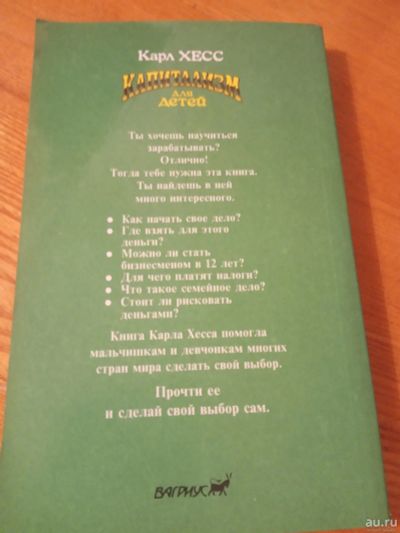 Карл ХЕСС
КАПИТАЛИЗМ
для
детей
Ты хочешь научиться
зарабатывать?
Отлично!
Тогда тебе нужна эта книга.
Ты найдешь в ней
много интересного.
● Как начать свое дело?
● Где взять для этого
деньги?
● Можно ли стать
бизнесменом в 12 лет?
● Для чего платят налоги?
● Что такое семейное дело?
● Стоит ли рисковать
деньгами?
Книга Карла Хесса помогла
мальчишкам и девчонкам многих
стран мира сделать свой выбор.
Прочти ее
и сделай свой выбор сам.
ВАГРИУС
au.ru